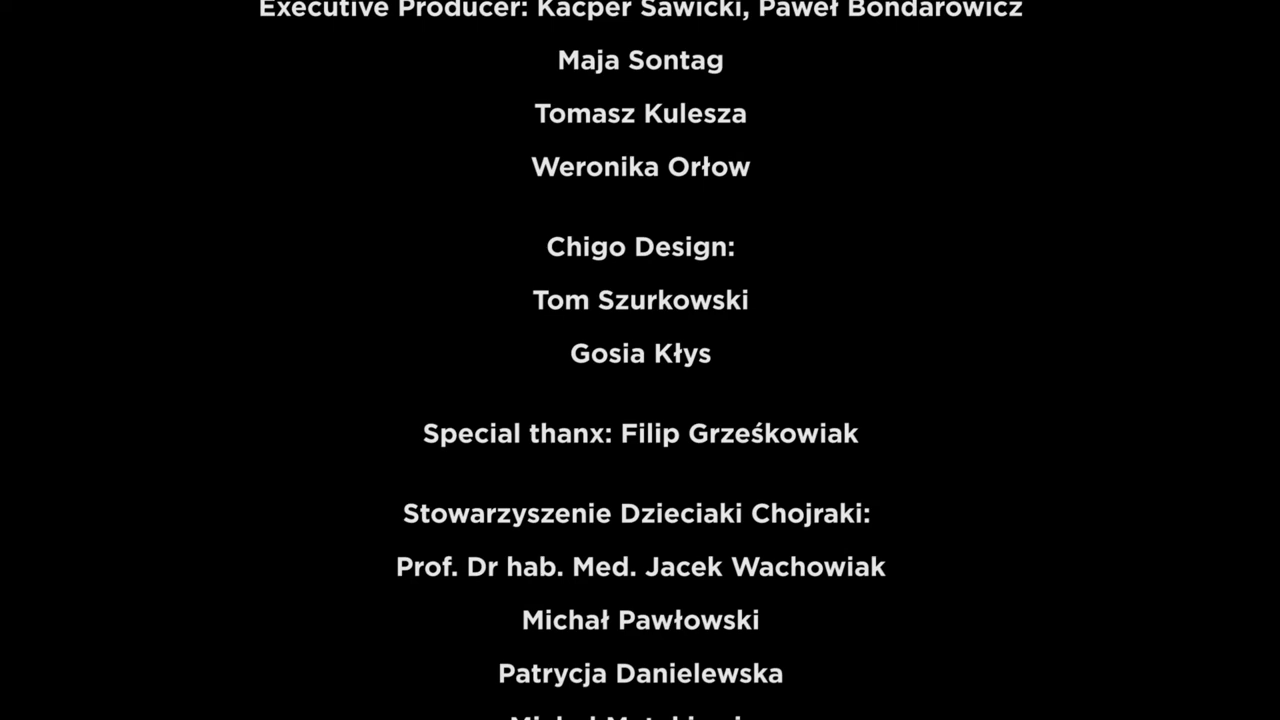 Executive Producer: Kacper Sawicki, Paweł Bondarowicz
Maja Sontag
Tomasz Kulesza
Weronika Orłow
Chigo Design:
Tom Szurkowski
Gosia Kłys
Special thanx: Filip Grześkowiak
Stowarzyszenie Dzieciaki Chojraki:
Prof. Dr hab. Med. Jacek Wachowiak
Michał Pawłowski
Patrycja Danielewska